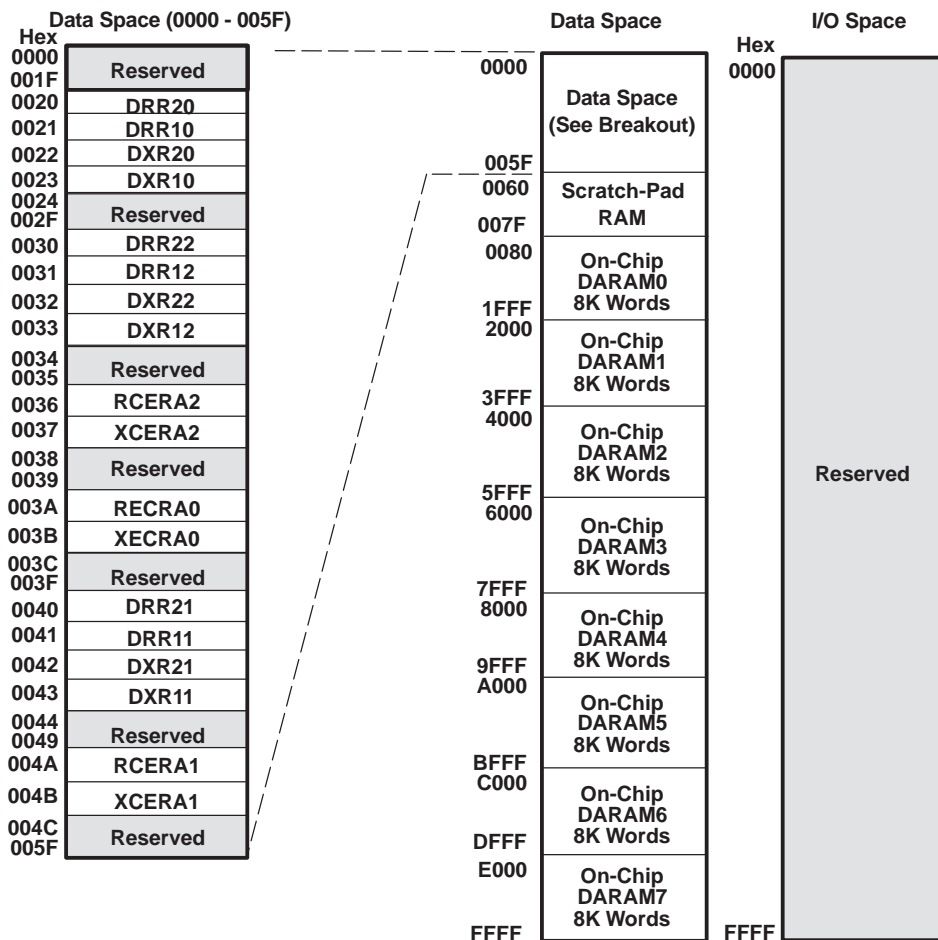 Data Space (0000 - 005F)
Hex
0000
001F
Reserved
0020
DRR20
0021
DRR10
0022
DXR20
0023
DXR10
0024
002F
Reserved
0030
DRR22
0031
DRR12
0032
DXR22
0033
DXR12
0034
0035
Reserved
0036
RCERA2
0037
XCERA2
0038
0039
Reserved
003A
RECRA0
003B
XECRA0
003C
003F
Reserved
0040
DRR21
0041
DRR11
0042
DXR21
0043
DXR11
0044
0049
Reserved
004A
RCERA1
004B
XCERA1
004C
005F
Reserved
Data Space
0000
Data Space
(See Breakout)
005F
0060
Scratch-Pad
RAM
007F
0080
On-Chip
DARAM0
8K Words
1FFF
2000
On-Chip
DARAM1
8K Words
3FFF
4000
On-Chip
DARAM2
8K Words
5FFF
6000
On-Chip
DARAM3
8K Words
7FFF
8000
On-Chip
DARAM4
8K Words
9FFF
A000
On-Chip
DARAM5
8K Words
BFFF
C000
On-Chip
DARAM6
8K Words
DFFF
E000
On-Chip
DARAM7
8K Words
FFFF
I/O Space
Hex
0000
Reserved
FFFF